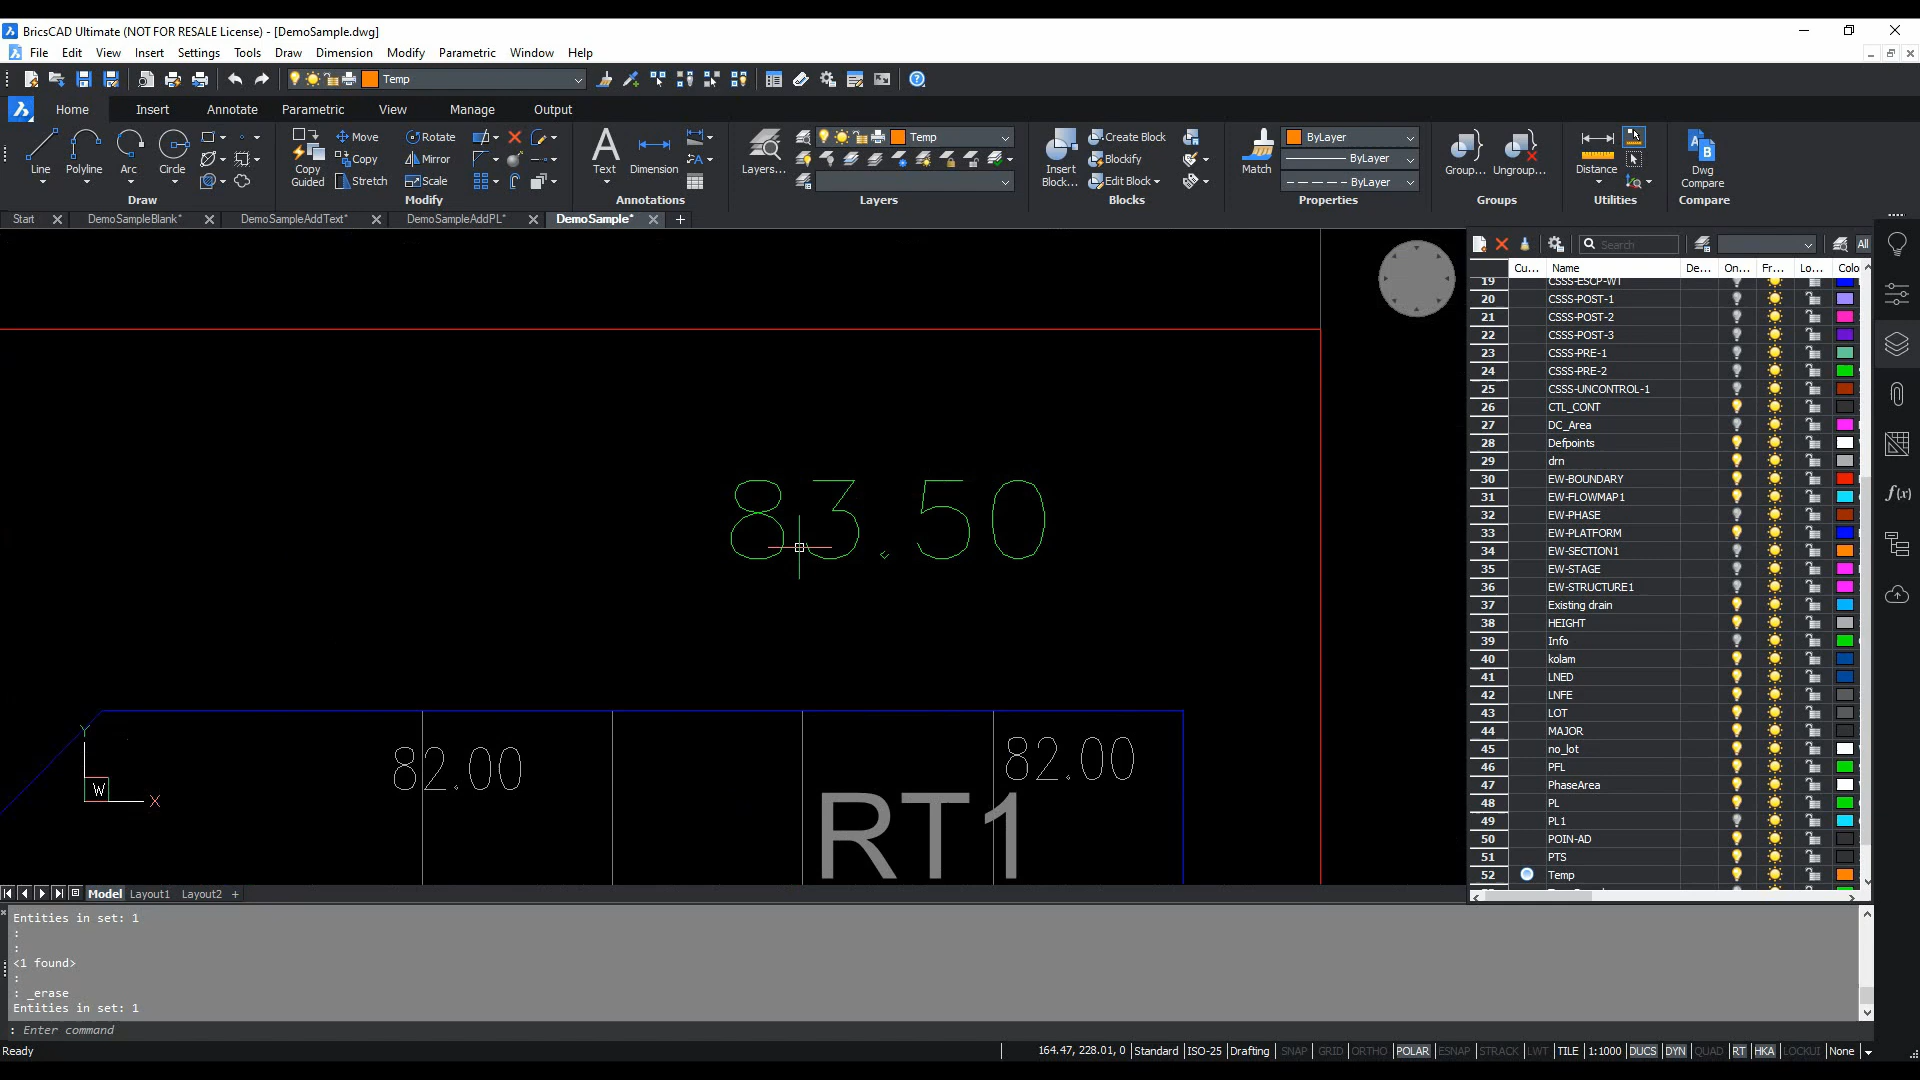 BricsCAD Ultimate (NOT FOR RESALE License) - [DemoSample.dwg]
File Edit View Insert Settings Tools Draw Dimension Modify Parametric Window Help
Temp
Home Insert Annotate Parametric View Manage Output
Line Polyline Arc Circle
Draw
Copy Guided
Move Rotate
Copy Mirror
Stretch Scale
Modify
Text Dimension
Annotations
Layers...
Temp
Layers
Insert Block...
Create Block
Blockify
Edit Block
Blocks
Match
ByLayer
ByLayer
ByLayer
Properties
Group... Ungroup...
Groups
Distance
Utilities
Dwg Compare
Compare
Start DemoSampleBlank* DemoSampleAddText* DemoSampleAddPL* DemoSample*
Search
All
Cu... Name De... On... Fr... Lo... Colo
19 CSSS-ESCP-WT
20 CSSS-POST-1
21 CSSS-POST-2
22 CSSS-POST-3
23 CSSS-PRE-1
24 CSSS-PRE-2
25 CSSS-UNCONTROL-1
26 CTL_CONT
27 DC_Area
28 Defpoints
29 drn
30 EW-BOUNDARY
31 EW-FLOWMAP1
32 EW-PHASE
33 EW-PLATFORM
34 EW-SECTION1
35 EW-STAGE
36 EW-STRUCTURE1
37 Existing drain
38 HEIGHT
39 Info
40 kolam
41 LNED
42 LNFE
43 LOT
44 MAJOR
45 no_lot
46 PFL
47 PhaseArea
48 PL
49 PL1
50 POIN-AD
51 PTS
52 Temp
83.50
82.00
82.00
RT1
Y
W
X
Model Layout1 Layout2 +
Entities in set: 1
:
:
<1 found>
:
: _erase
Entities in set: 1
: Enter command
Ready
164.47, 228.01, 0 Standard ISO-25 Drafting SNAP GRID ORTHO POLAR ESNAP STRACK LWT TILE 1:1000 DUCS DYN QUAD RT HKA LOCKUI None